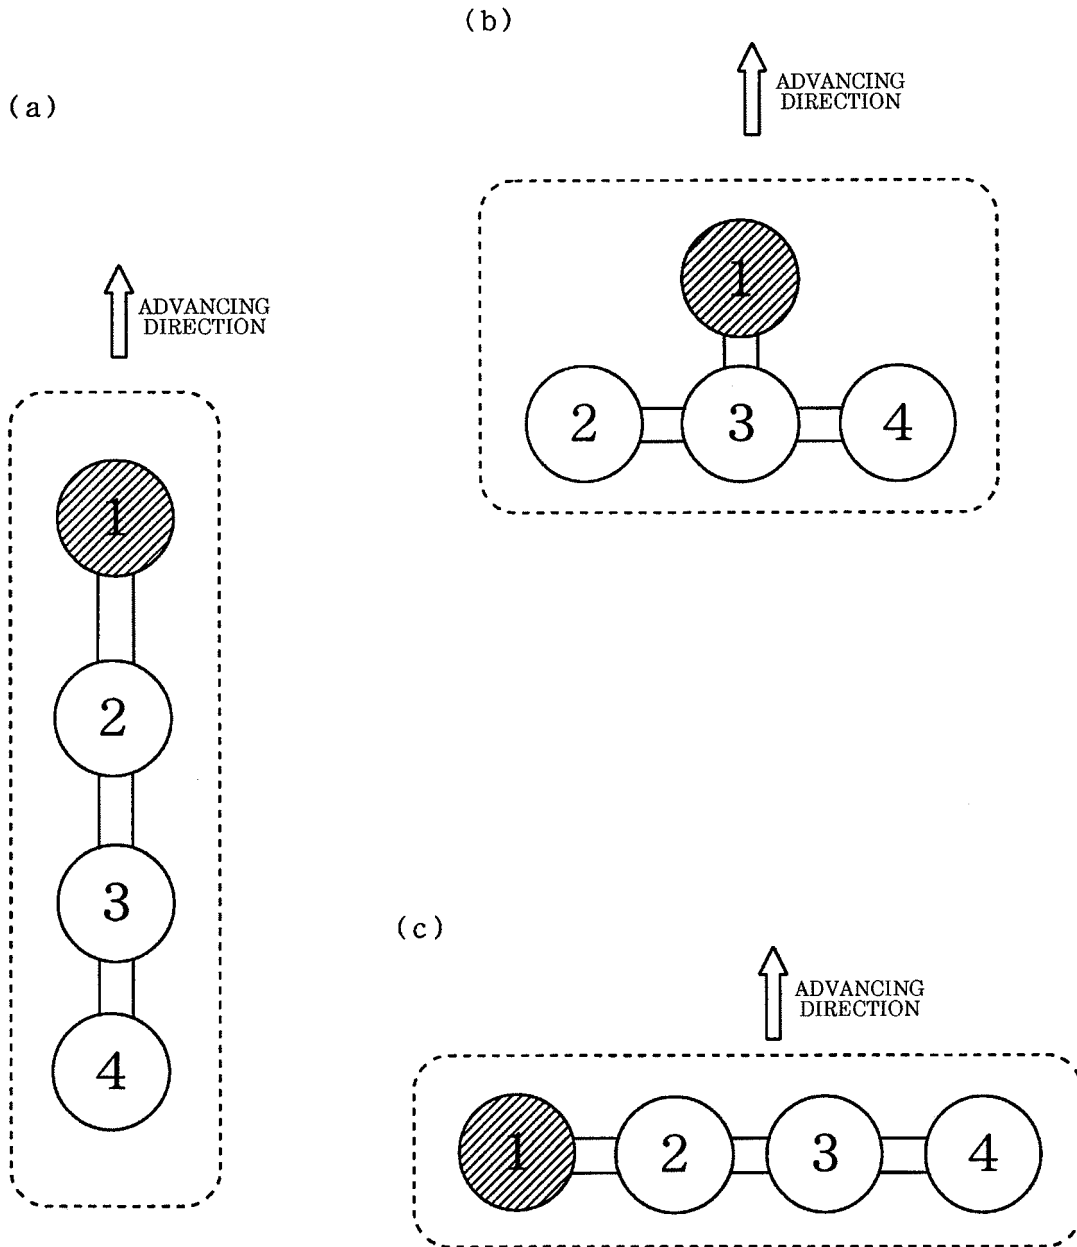 (a)
ADVANCING
DIRECTION
1
2
3
4
(b)
ADVANCING
DIRECTION
1
2 3 4
(c)
ADVANCING
DIRECTION
1 2 3 4